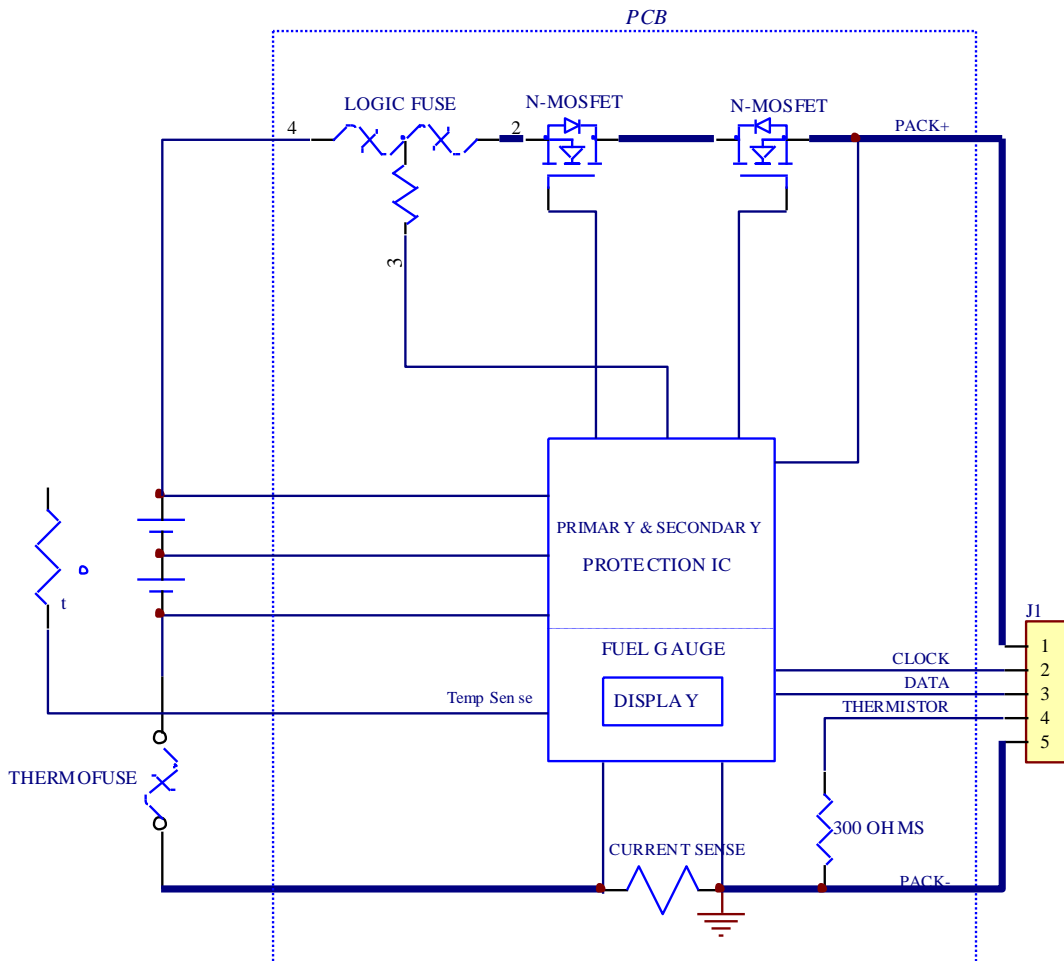 PCB
LOGIC FUSE
N-MOSFET
N-MOSFET
4
2
PACK+
3
PRIMARY & SECONDARY
PROTECTION IC
t
J1
FUEL GAUGE
1
CLOCK
2
DATA
3
Temp Sense
DISPLAY
THERMISTOR
4
5
THERMOFUSE
300 OHMS
CURRENT SENSE
PACK-